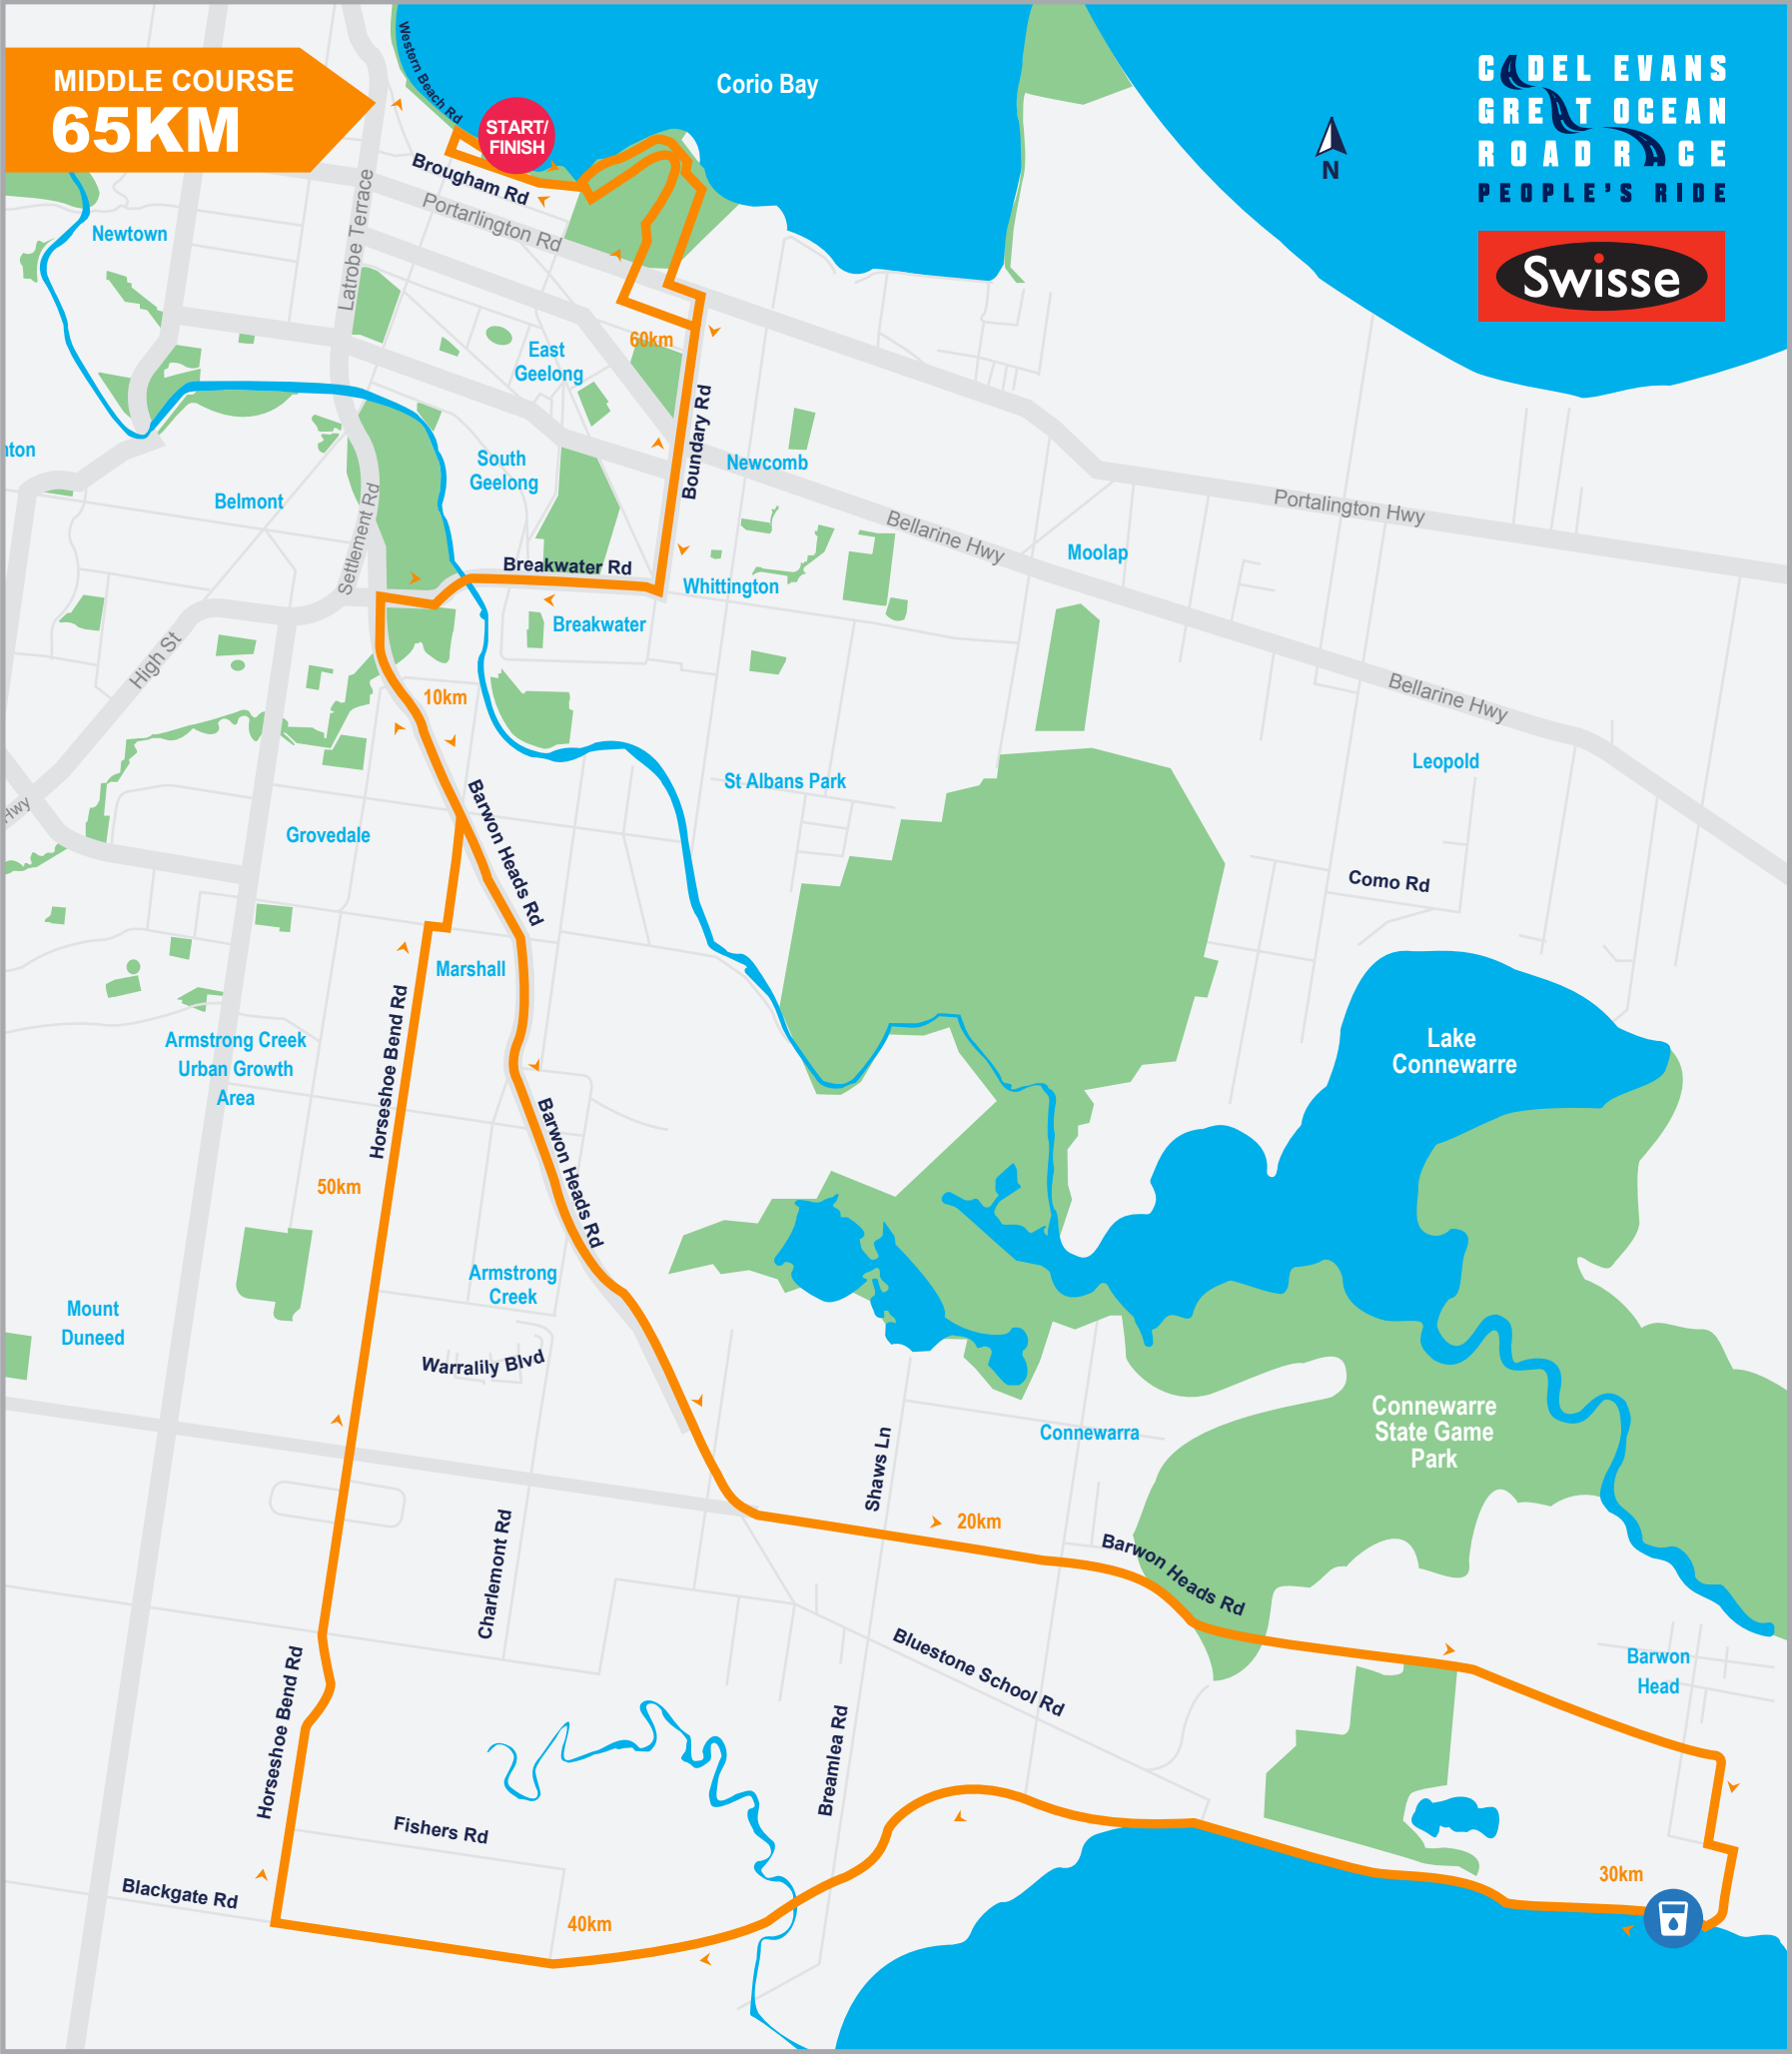 MIDDLE COURSE
65KM
CADEL EVANS
GREAT OCEAN
ROAD RACE
PEOPLE'S RIDE
Swisse
N
Corio Bay
Western Beach Rd
START/
FINISH
Brougham Rd
Portarlington Rd
Latrobe Terrace
Newtown
60km
East
Geelong
Boundary Rd
South
Geelong
Newcomb
nton
Belmont
Settlement Rd
Bellarine Hwy
Portalington Hwy
Moolap
Breakwater Rd
Whittington
Breakwater
High St
10km
Bellarine Hwy
Leopold
St Albans Park
Hwy
Grovedale
Barwon Heads Rd
Como Rd
Marshall
Horseshoe Bend Rd
Armstrong Creek
Urban Growth
Area
Lake
Connewarre
Barwon Heads Rd
50km
Armstrong
Creek
Mount
Duneed
Warralily Blvd
Connewarre
State Game
Park
Connewarra
Shaws Ln
20km
Charlemont Rd
Barwon Heads Rd
Bluestone School Rd
Barwon
Head
Horseshoe Bend Rd
Breamlea Rd
Fishers Rd
30km
Blackgate Rd
40km